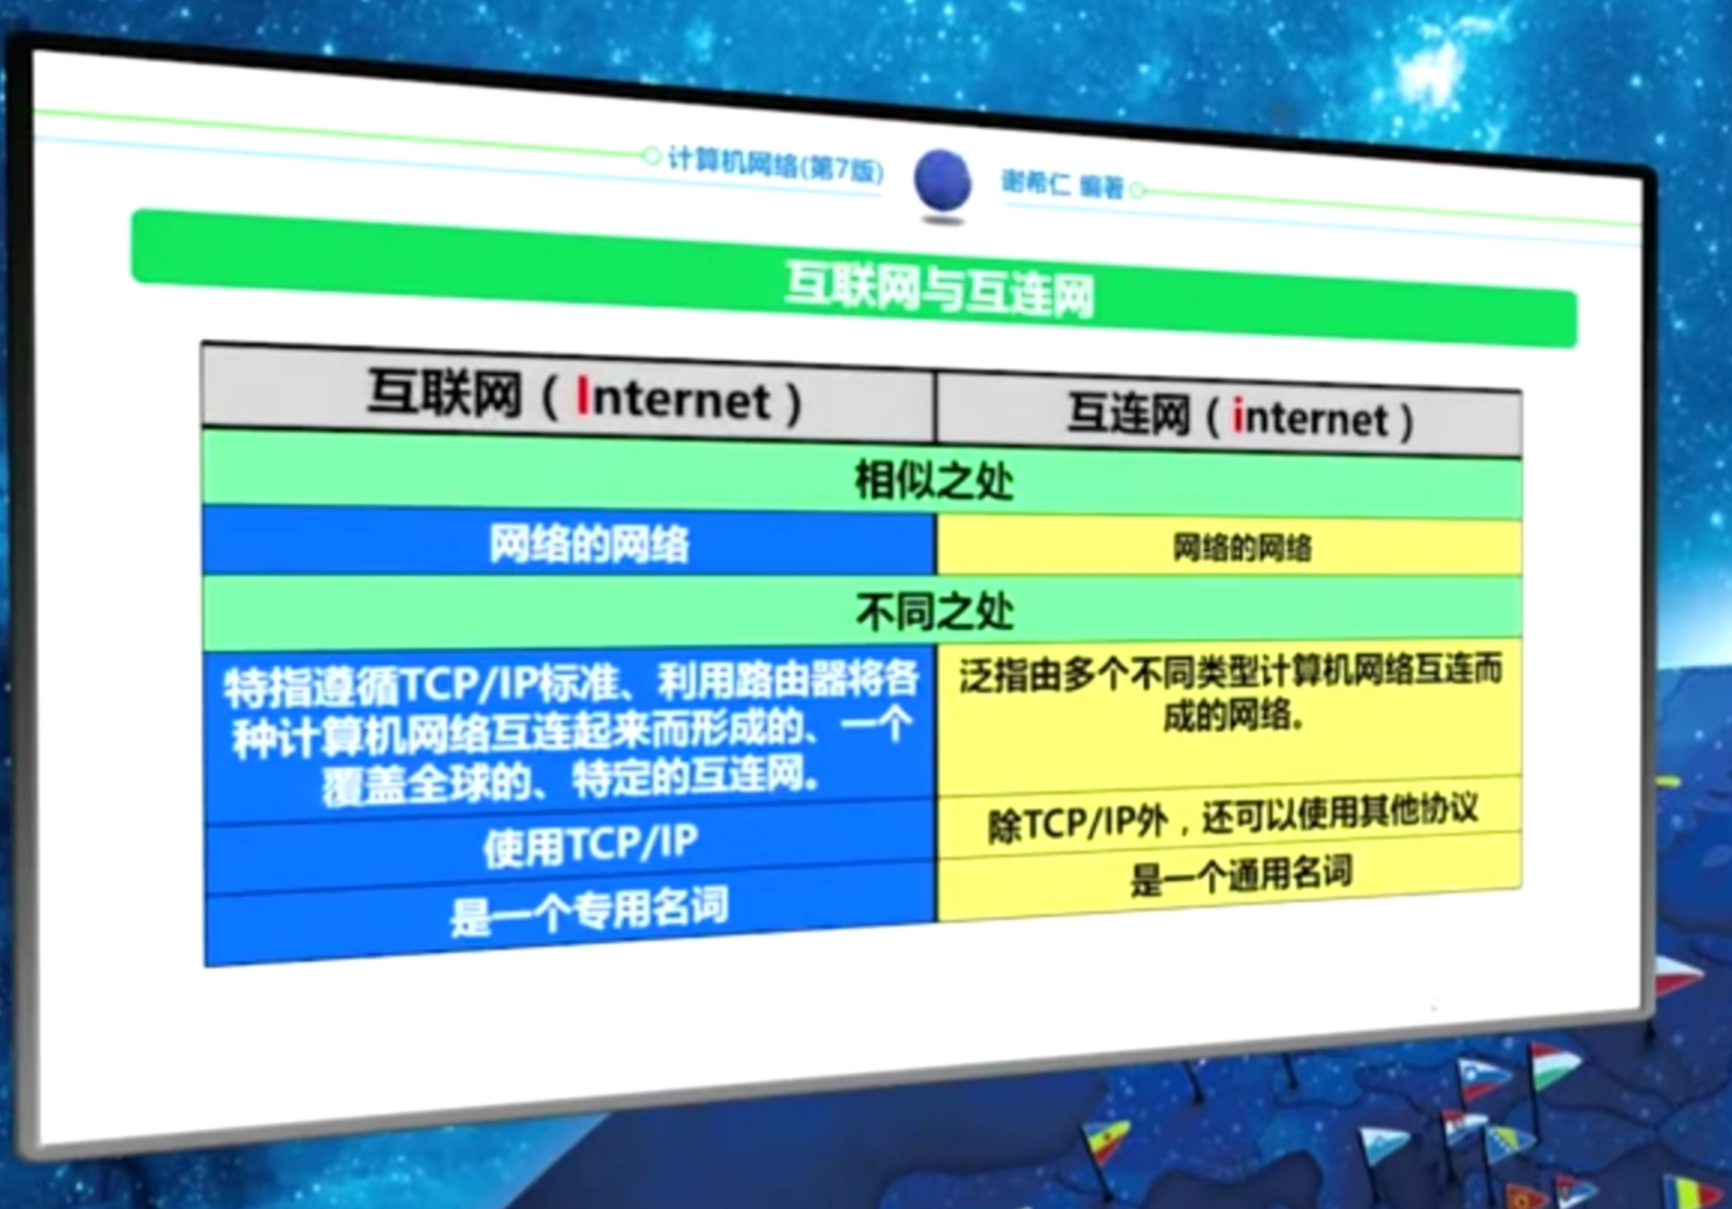 计算机网络(第7版)
谢希仁 编著
互联网与互连网
互联网（Internet）
互连网（internet）
相似之处
网络的网络
网络的网络
不同之处
特指遵循TCP/IP标准、利用路由器将各
种计算机网络互连起来而形成的、一个
覆盖全球的、特定的互连网。
泛指由多个不同类型计算机网络互连而
成的网络。
使用TCP/IP
除TCP/IP外，还可以使用其他协议
是一个专用名词
是一个通用名词